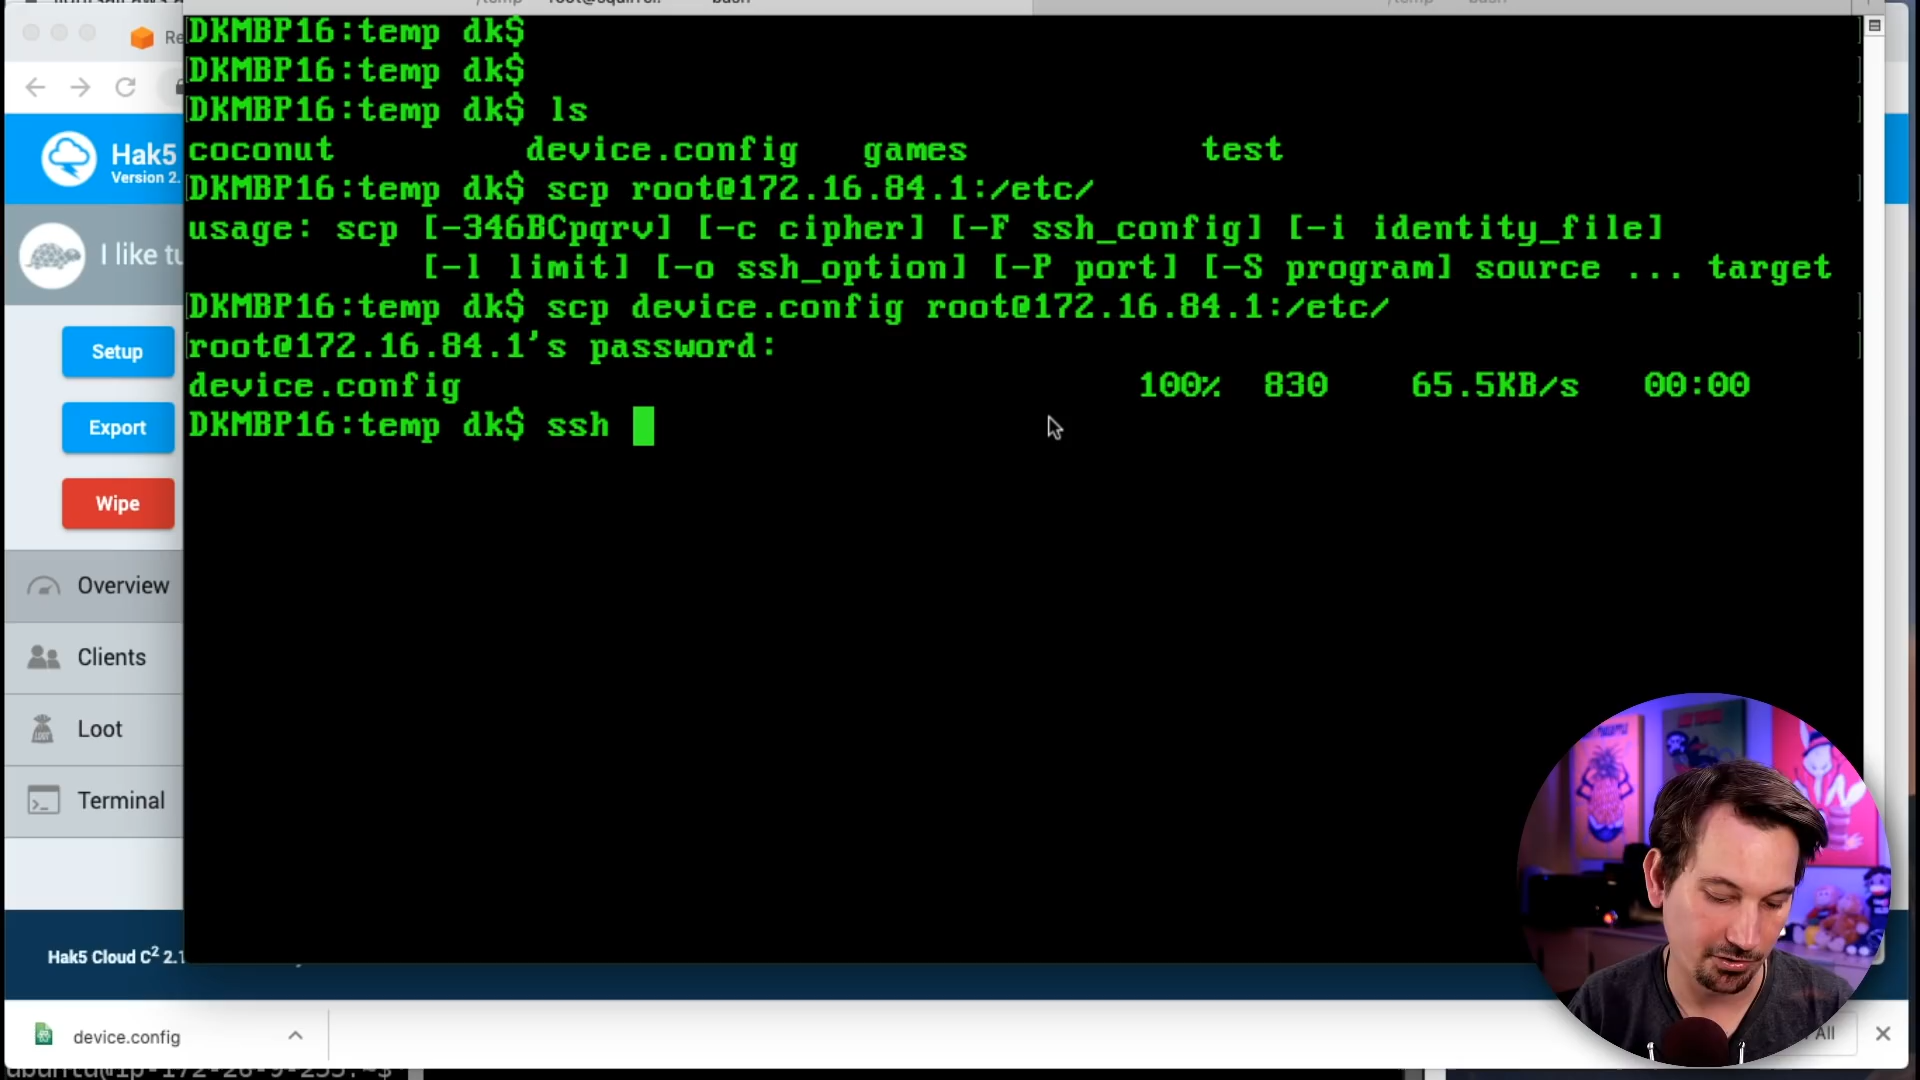 Re
DKMBP16:temp dk$
DKMBP16:temp dk$
DKMBP16:temp dk$ ls
coconut device.config games test
DKMBP16:temp dk$ scp root@172.16.84.1:/etc/
usage: scp [-346BCpqrv] [-c cipher] [-F ssh_config] [-i identity_file]
[-l limit] [-o ssh_option] [-P port] [-S program] source ... target
DKMBP16:temp dk$ scp device.config root@172.16.84.1:/etc/
root@172.16.84.1's password:
device.config 100% 830 65.5KB/s 00:00
DKMBP16:temp dk$ ssh
Hak5
Version 2.
I like tu
Setup
Export
Wipe
Overview
Clients
Loot
LOOT
Terminal
Hak5 Cloud C² 2.1
device.config
All